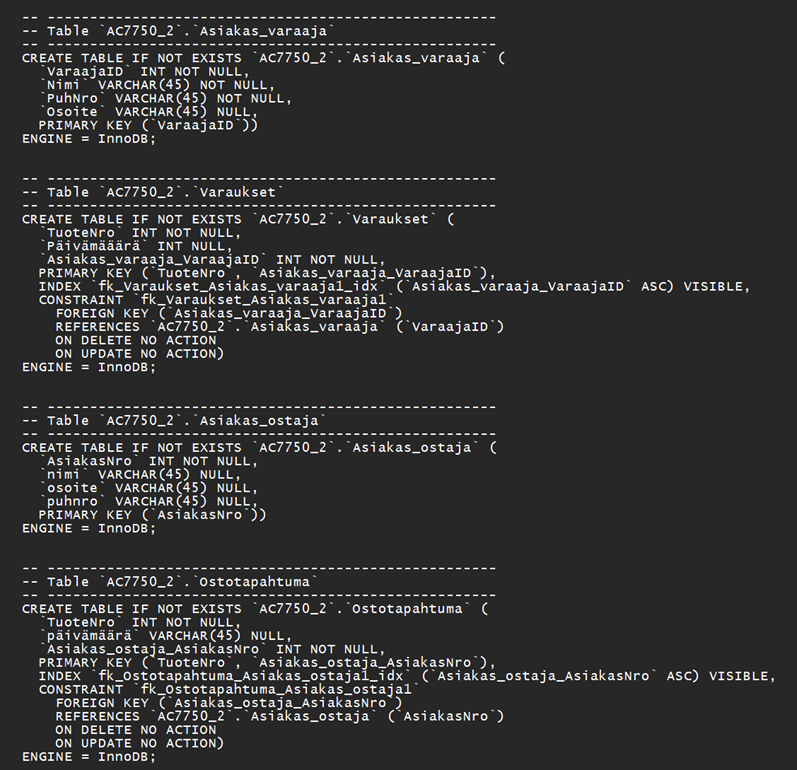 -- -----------------------------------------------------
-- Table `AC7750_2`.`Asiakas_varaaja`
-- -----------------------------------------------------
CREATE TABLE IF NOT EXISTS `AC7750_2`.`Asiakas_varaaja` (
  `VaraajaID` INT NOT NULL,
  `Nimi` VARCHAR(45) NOT NULL,
  `PuhNro` VARCHAR(45) NOT NULL,
  `Osoite` VARCHAR(45) NULL,
  PRIMARY KEY (`VaraajaID`))
ENGINE = InnoDB;
-- -----------------------------------------------------
-- Table `AC7750_2`.`Varaukset`
-- -----------------------------------------------------
CREATE TABLE IF NOT EXISTS `AC7750_2`.`Varaukset` (
  `TuoteNro` INT NOT NULL,
  `Päivämääärä` INT NULL,
  `Asiakas_varaaja_VaraajaID` INT NOT NULL,
  PRIMARY KEY (`TuoteNro`, `Asiakas_varaaja_VaraajaID`),
  INDEX `fk_Varaukset_Asiakas_varaaja1_idx` (`Asiakas_varaaja_VaraajaID` ASC) VISIBLE,
  CONSTRAINT `fk_Varaukset_Asiakas_varaaja1`
    FOREIGN KEY (`Asiakas_varaaja_VaraajaID`)
    REFERENCES `AC7750_2`.`Asiakas_varaaja` (`VaraajaID`)
    ON DELETE NO ACTION
    ON UPDATE NO ACTION)
ENGINE = InnoDB;
-- -----------------------------------------------------
-- Table `AC7750_2`.`Asiakas_ostaja`
-- -----------------------------------------------------
CREATE TABLE IF NOT EXISTS `AC7750_2`.`Asiakas_ostaja` (
  `AsiakasNro` INT NOT NULL,
  `nimi` VARCHAR(45) NULL,
  `osoite` VARCHAR(45) NULL,
  `puhnro` VARCHAR(45) NULL,
  PRIMARY KEY (`AsiakasNro`))
ENGINE = InnoDB;
-- -----------------------------------------------------
-- Table `AC7750_2`.`Ostotapahtuma`
-- -----------------------------------------------------
CREATE TABLE IF NOT EXISTS `AC7750_2`.`Ostotapahtuma` (
  `TuoteNro` INT NOT NULL,
  `päivämäärä` VARCHAR(45) NULL,
  `Asiakas_ostaja_AsiakasNro` INT NOT NULL,
  PRIMARY KEY (`TuoteNro`, `Asiakas_ostaja_AsiakasNro`),
  INDEX `fk_Ostotapahtuma_Asiakas_ostaja1_idx` (`Asiakas_ostaja_AsiakasNro` ASC) VISIBLE,
  CONSTRAINT `fk_Ostotapahtuma_Asiakas_ostaja1`
    FOREIGN KEY (`Asiakas_ostaja_AsiakasNro`)
    REFERENCES `AC7750_2`.`Asiakas_ostaja` (`AsiakasNro`)
    ON DELETE NO ACTION
    ON UPDATE NO ACTION)
ENGINE = InnoDB;